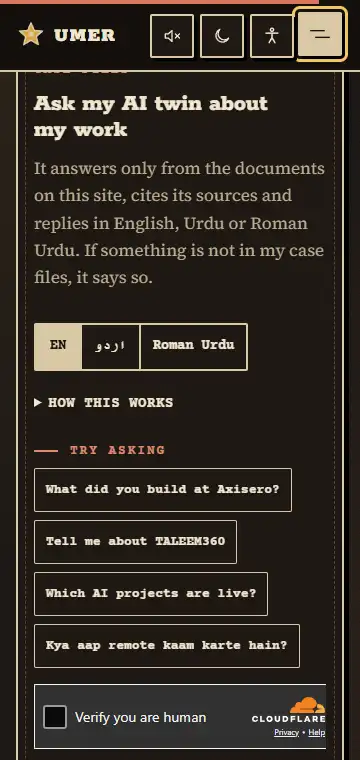 UMER
Ask my AI twin about
my work
It answers only from the documents
on this site, cites its sources and
replies in English, Urdu or Roman
Urdu. If something is not in my case
files, it says so.
EN اردو Roman Urdu
HOW THIS WORKS
TRY ASKING
What did you build at Axisero?
Tell me about TALEEM360
Which AI projects are live?
Kya aap remote kaam karte hain?
Verify you are human
CLOUDFLARE
Privacy • Help